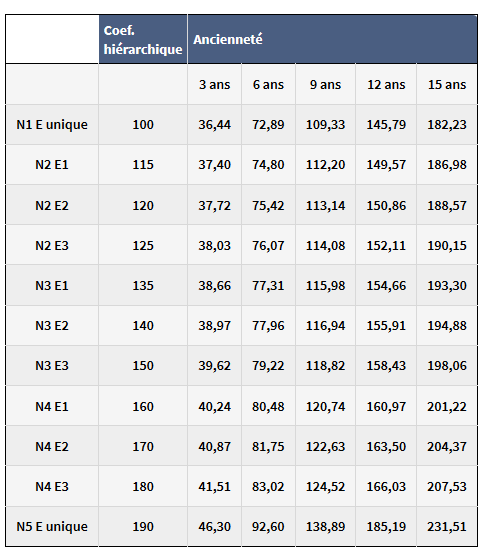 Coef. hiérarchique Ancienneté
3 ans 6 ans 9 ans 12 ans 15 ans
N1 E unique 100 36,44 72,89 109,33 145,79 182,23
N2 E1 115 37,40 74,80 112,20 149,57 186,98
N2 E2 120 37,72 75,42 113,14 150,86 188,57
N2 E3 125 38,03 76,07 114,08 152,11 190,15
N3 E1 135 38,66 77,31 115,98 154,66 193,30
N3 E2 140 38,97 77,96 116,94 155,91 194,88
N3 E3 150 39,62 79,22 118,82 158,43 198,06
N4 E1 160 40,24 80,48 120,74 160,97 201,22
N4 E2 170 40,87 81,75 122,63 163,50 204,37
N4 E3 180 41,51 83,02 124,52 166,03 207,53
N5 E unique 190 46,30 92,60 138,89 185,19 231,51